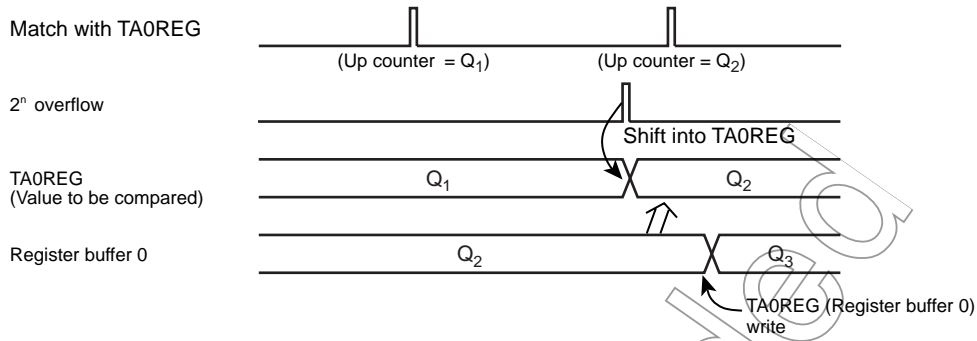 Match with TA0REG
(Up counter = Q1)
(Up counter = Q2)
2ⁿ overflow
Shift into TA0REG
TA0REG
(Value to be compared)
Q1
Q2
Register buffer 0
Q2
Q3
TA0REG (Register buffer 0)
write